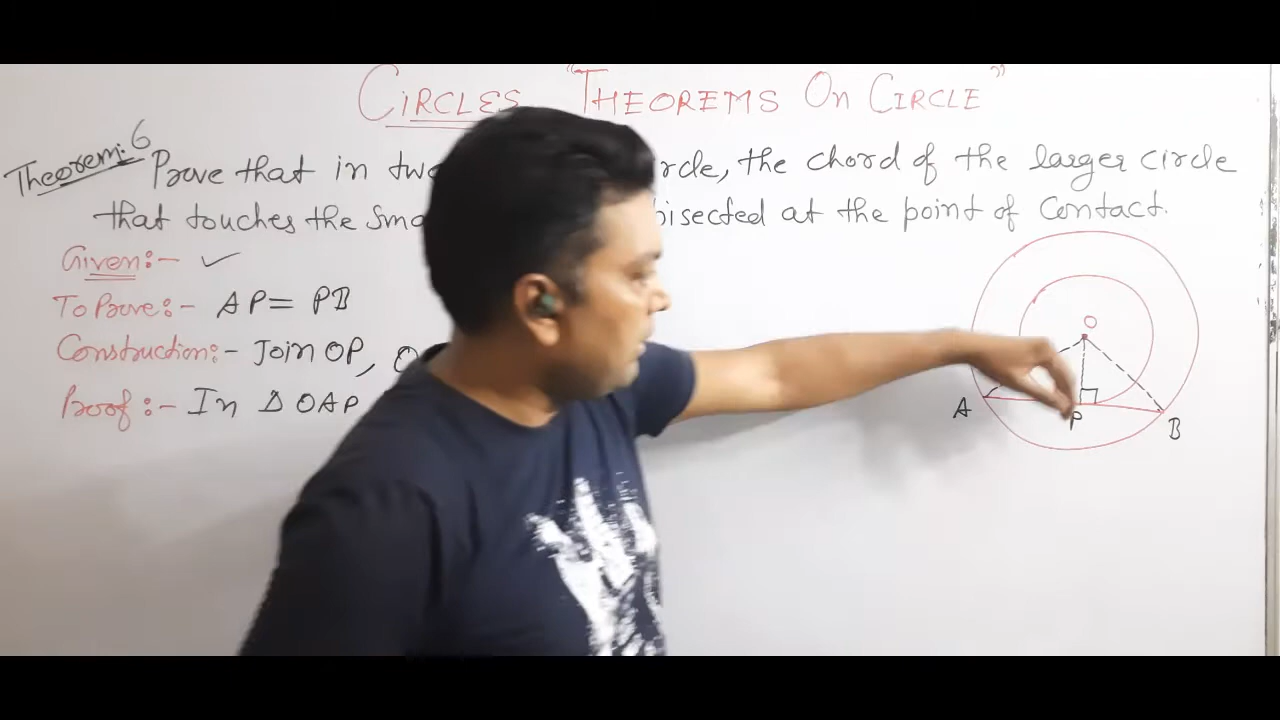 CIRCLES "THEOREMS ON CIRCLE"
Theorem:6 Prove that in two rcle, the chord of the larger circle
that touches the Sma bisected at the point of contact.
Given:- ✓
To Prove:- AP = PB
Construction:- Join OP, O
Proof:- In Δ OAP
O
A
P
B